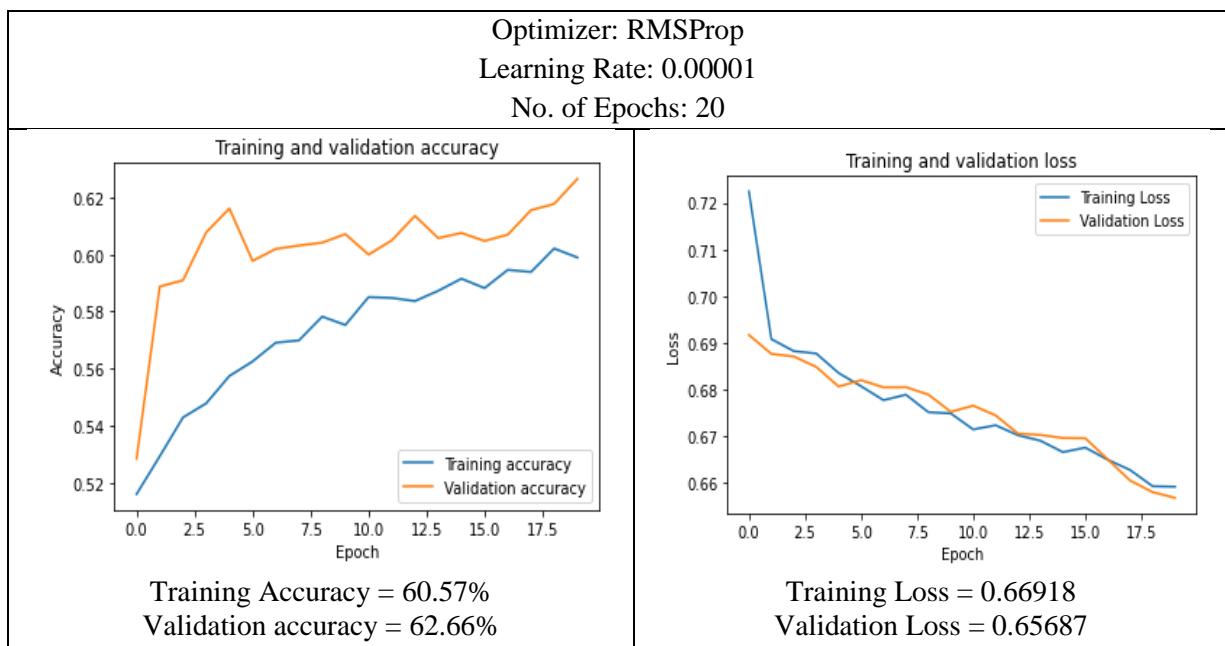 Optimizer: RMSProp
Learning Rate: 0.00001
No. of Epochs: 20
Training and validation accuracy
0.62
0.60
0.58
0.56
0.54
0.52
Accuracy
Training accuracy
Validation accuracy
0.0 2.5 5.0 7.5 10.0 12.5 15.0 17.5
Epoch
Training Accuracy = 60.57%
Validation accuracy = 62.66%
Training and validation loss
0.72
0.71
0.70
0.69
0.68
0.67
0.66
Loss
Training Loss
Validation Loss
0.0 2.5 5.0 7.5 10.0 12.5 15.0 17.5
Epoch
Training Loss = 0.66918
Validation Loss = 0.65687